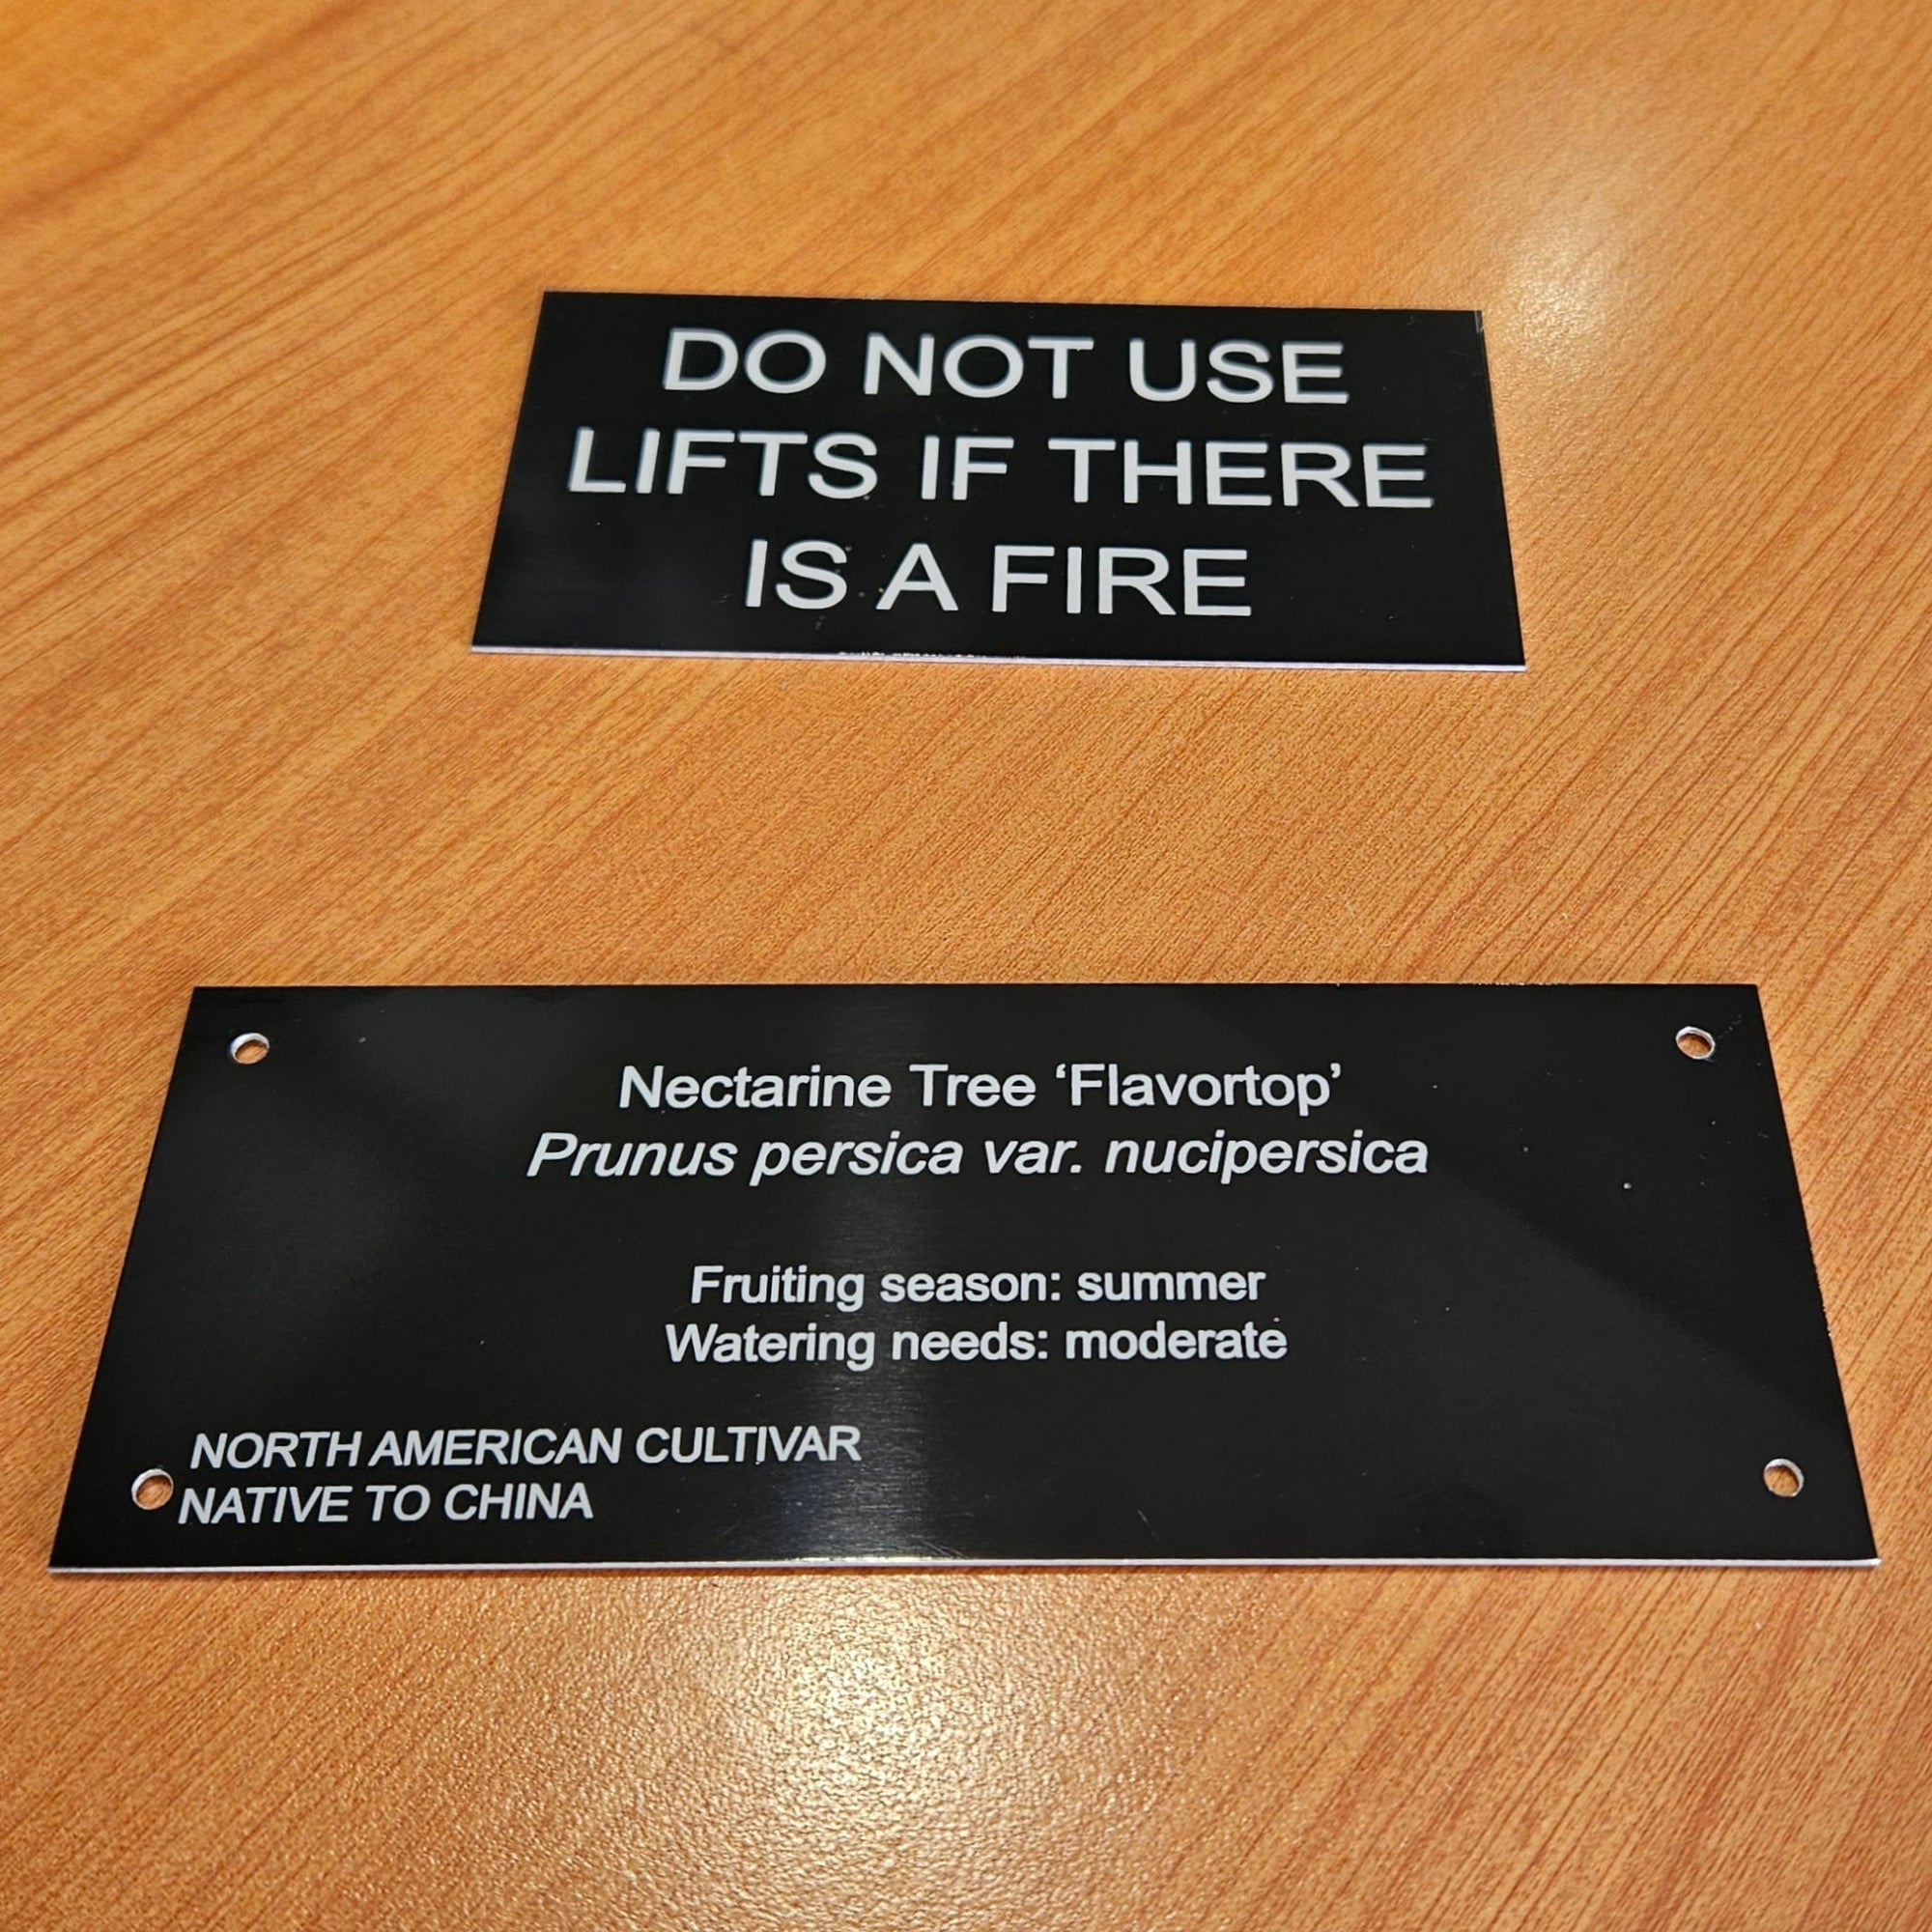 DO NOT USE
LIFTS IF THERE
IS A FIRE
Nectarine Tree ‘Flavortop’
Prunus persica var. nucipersica
Fruiting season: summer
Watering needs: moderate
NORTH AMERICAN CULTIVAR
NATIVE TO CHINA